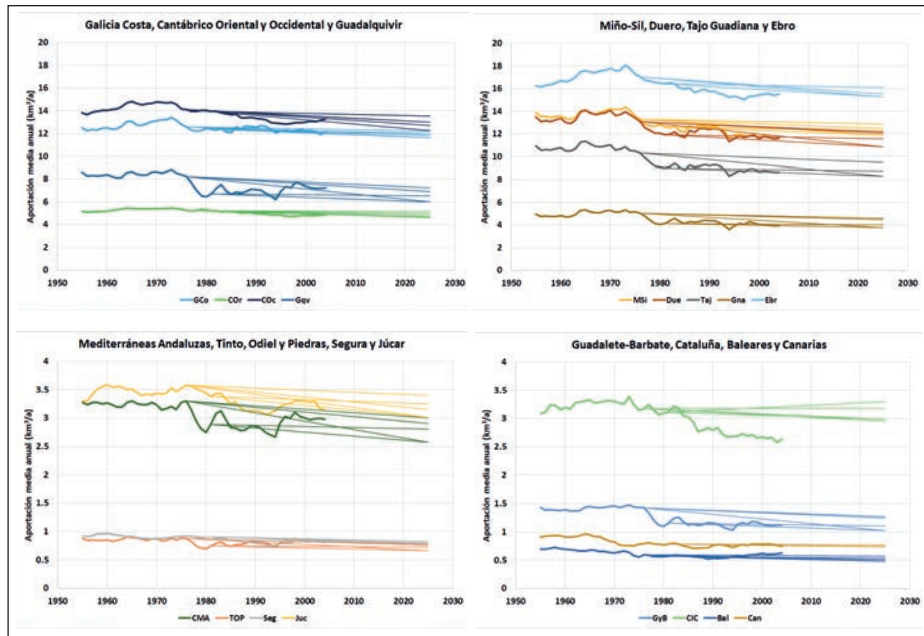 Galicia Costa, Cantábrico Oriental y Occidental y Guadalquivir
Aportación media anual (km³/a)
20
18
16
14
12
10
8
6
4
2
0
1950 1960 1970 1980 1990 2000 2010 2020 2030
GCo COr COc Gqv
Miño-Sil, Duero, Tajo Guadiana y Ebro
Aportación media anual (km³/a)
20
18
16
14
12
10
8
6
4
2
0
1950 1960 1970 1980 1990 2000 2010 2020 2030
MSi Due Taj Gna Ebr
Mediterráneas Andaluzas, Tinto, Odiel y Piedras, Segura y Júcar
Aportación media anual (km³/a)
4
3.5
3
2.5
2
1.5
1
0.5
0
1950 1960 1970 1980 1990 2000 2010 2020 2030
CMA TOP Seg Juc
Guadalete-Barbate, Cataluña, Baleares y Canarias
Aportación media anual (km³/a)
4
3.5
3
2.5
2
1.5
1
0.5
0
1950 1960 1970 1980 1990 2000 2010 2020 2030
GyB CIC Bal Can